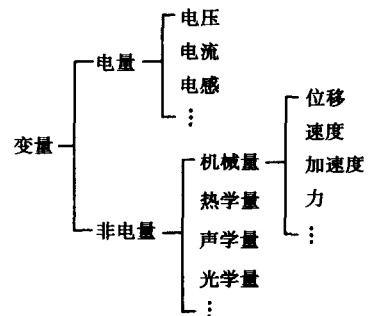 变量
电量
电压
电流
电感
⋮
非电量
机械量
位移
速度
加速度
力
⋮
热学量
声学量
光学量
⋮